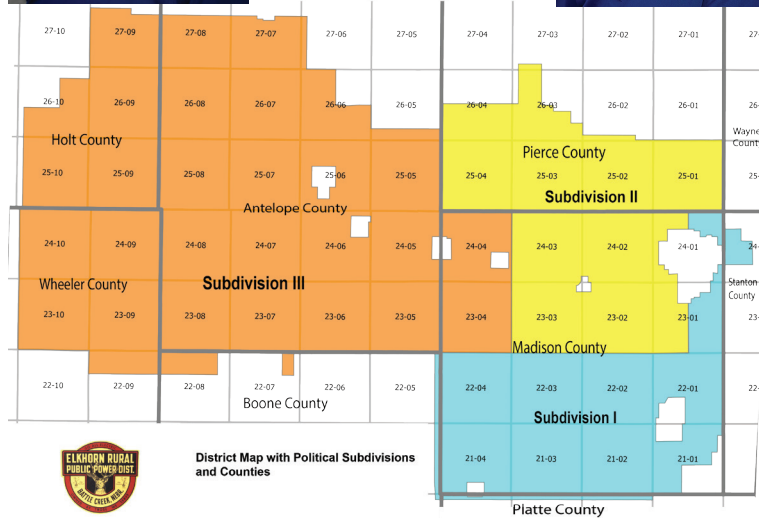 27-10 27-09 27-08 27-07 27-06 27-05 27-04 27-03 27-02 27-01 27-
26-10 26-09 26-08 26-07 26-06 26-05 26-04 26-03 26-02 26-01 26-
Wayne
County
Holt County
Pierce County
25-10 25-09 25-08 25-07 25-06 25-05 25-04 25-03 25-02 25-01 25-
Subdivision II
Antelope County
24-10 24-09 24-08 24-07 24-06 24-05 24-04 24-03 24-02 24-01 24-
Wheeler County
Subdivision III
Stanton
County
23-10 23-09 23-08 23-07 23-06 23-05 23-04 23-03 23-02 23-01 23-
Madison County
22-10 22-09 22-08 22-07 22-06 22-05 22-04 22-03 22-02 22-01 22-
Boone County
Subdivision I
21-04 21-03 21-02 21-01 21-
ELKHORN RURAL
PUBLIC POWER DIST.
BATTLE CREEK, NEBR.
District Map with Political Subdivisions
and Counties
Platte County